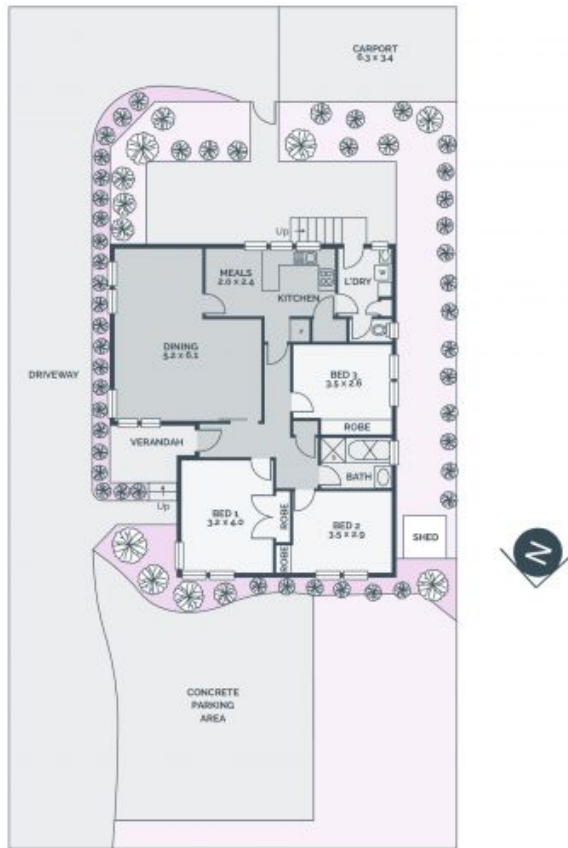 CARPORT
6.3 x 3.4
Up
MEALS
2.0 x 2.4
L'DRY
W
KITCHEN
F
DINING
5.2 x 6.1
BED 3
3.5 x 2.6
DRIVEWAY
ROBE
VERANDAH
S
BATH
Up
BED 1
3.2 x 4.0
ROBE
BED 2
3.5 x 2.9
ROBE
SHED
N
CONCRETE
PARKING
AREA